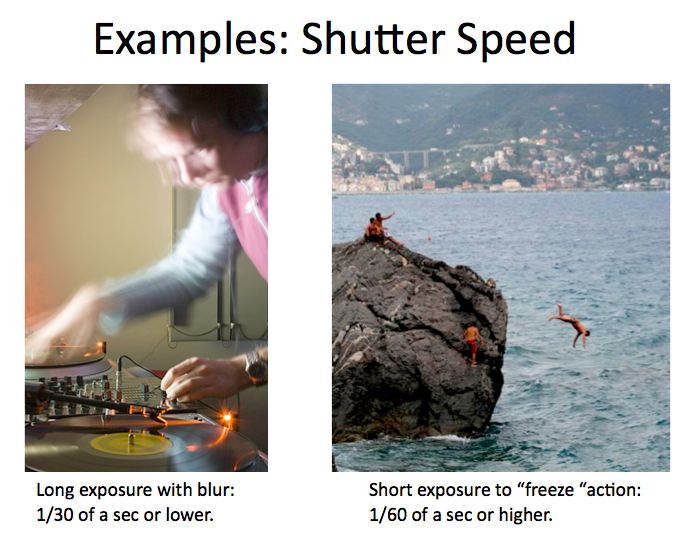 Examples: Shutter Speed
Long exposure with blur:
1/30 of a sec or lower.
Short exposure to “freeze “action:
1/60 of a sec or higher.